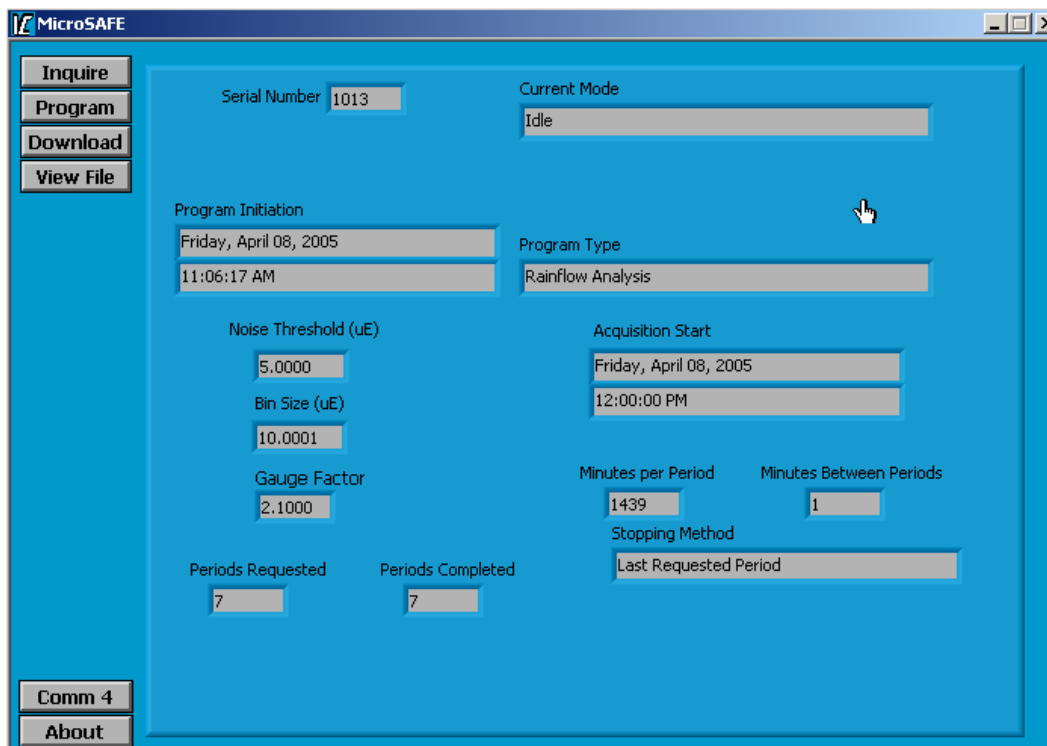 MicroSAFE
Inquire
Program
Download
View File
Serial Number 1013
Current Mode
Idle
Program Initiation
Friday, April 08, 2005
11:06:17 AM
Program Type
Rainflow Analysis
Noise Threshold (uE)
5.0000
Bin Size (uE)
10.0001
Gauge Factor
2.1000
Acquisition Start
Friday, April 08, 2005
12:00:00 PM
Minutes per Period
1439
Minutes Between Periods
1
Stopping Method
Last Requested Period
Periods Requested
7
Periods Completed
7
Comm 4
About